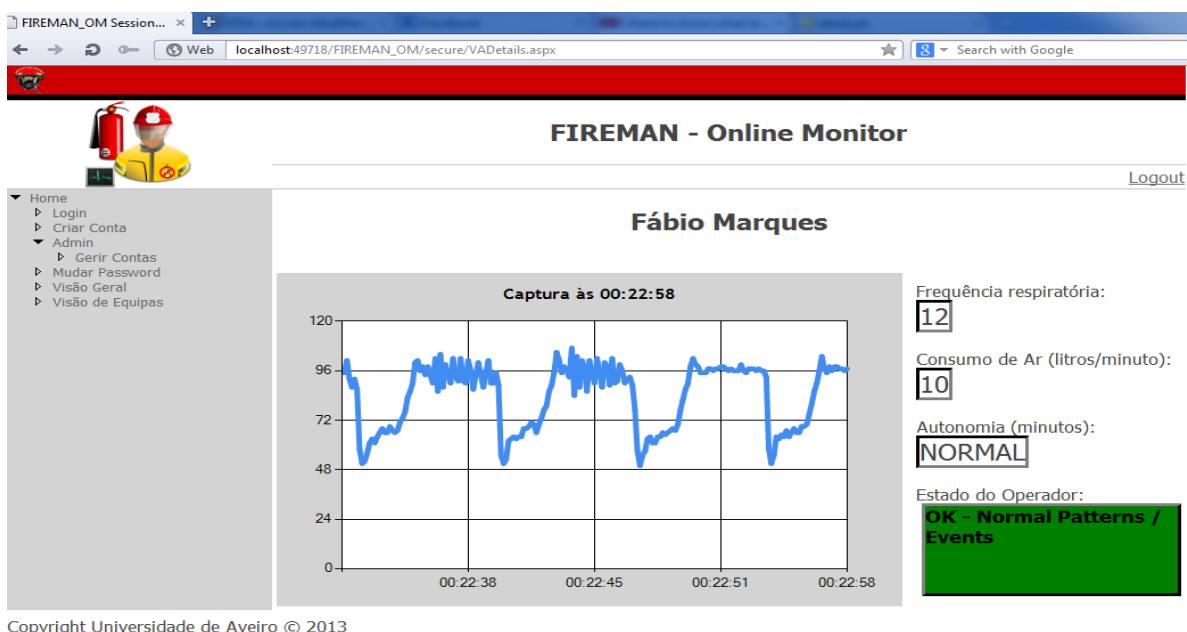 FIREMAN_OM Session...
Web
localhost:49718/FIREMAN_OM/secure/VADetails.aspx
Search with Google
FIREMAN - Online Monitor
Logout
Home
Login
Criar Conta
Admin
Gerir Contas
Mudar Password
Visão Geral
Visão de Equipas
Fábio Marques
Captura às 00:22:58
120
96
72
48
24
0
00:22:38
00:22:45
00:22:51
00:22:58
Frequência respiratória:
12
Consumo de Ar (litros/minuto):
10
Autonomia (minutos):
NORMAL
Estado do Operador:
OK - Normal Patterns /
Events
Copyright Universidade de Aveiro © 2013